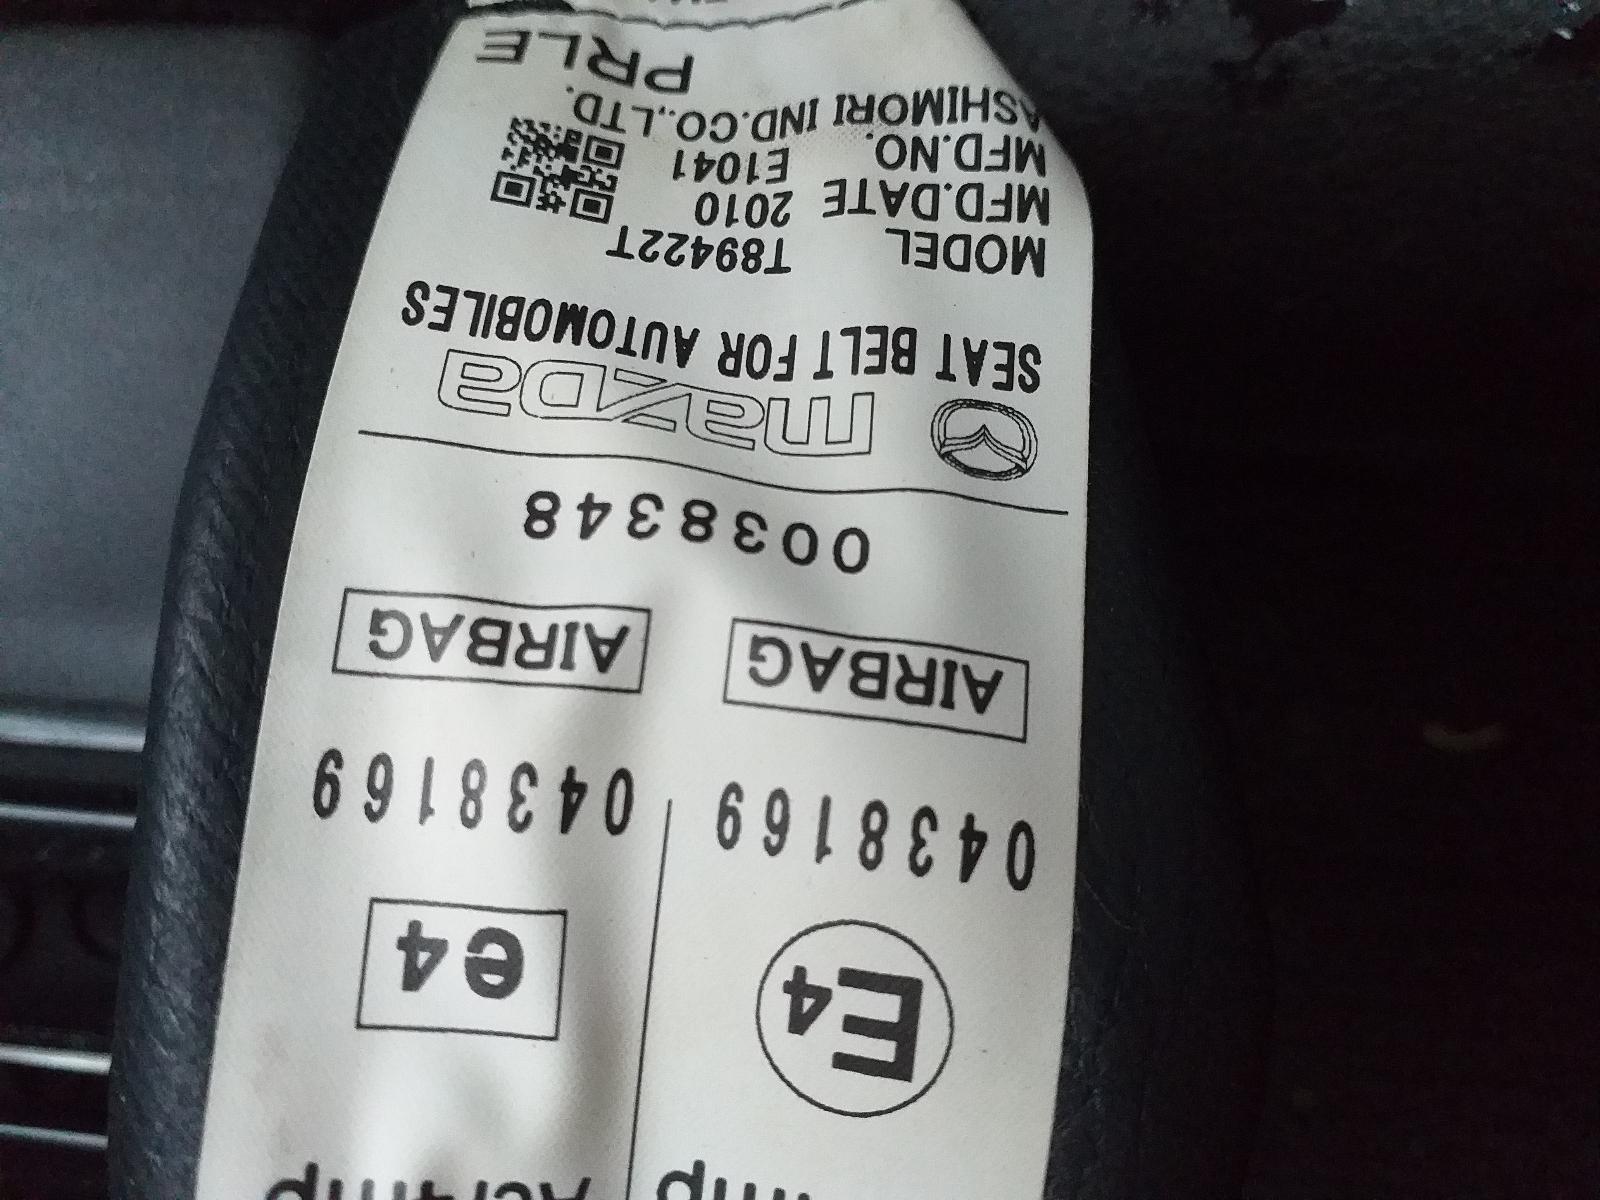 Ar4mp
e4 E4
0438169 0438169
AIRBAG AIRBAG
0038348
mazDa
SEAT BELT FOR AUTOMOBILES
MODEL T89422T
MFD.DATE 2010
MFD.NO. E1041
ASHIMORI IND.CO.,LTD.
PRLE